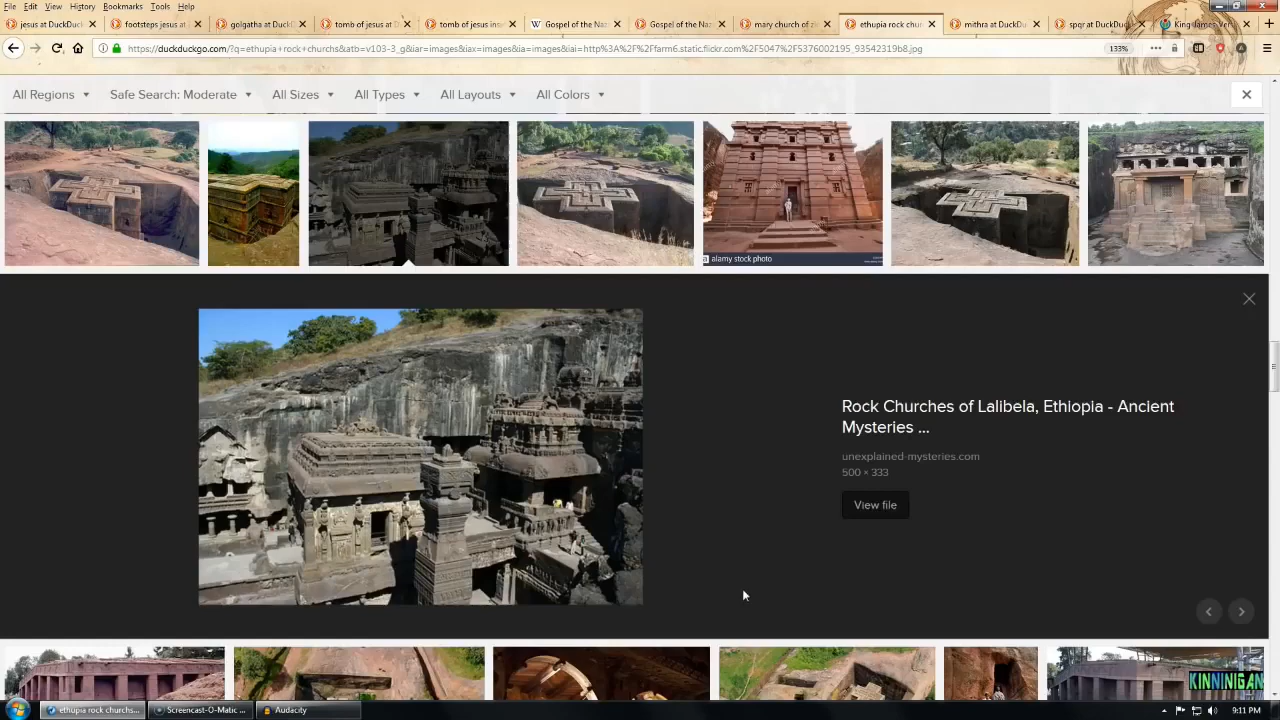 File Edit View History Bookmarks Tools Help
jesus at DuckDuc
footsteps jesus at
golgatha at DuckD
tomb of jesus at D
tomb of jesus ins
Gospel of the Naz
Gospel of the Naz
mary church of zi
ethupia rock chur
mithra at DuckDu
spqr at DuckDuck
King James Vers
https://duckduckgo.com/?q=ethupia+rock+churchs&atb=v103-3_g&iar=images&iax=images&ia=images&iai=http%3A%2F%2Ffarm6.static.flickr.com%2F5047%2F5376202195_93542319b8.jpg
133%
All Regions
Safe Search: Moderate
All Sizes
All Types
All Layouts
All Colors
a alamy stock photo
Rock Churches of Lalibela, Ethiopia - Ancient
Mysteries ...
unexplained-mysteries.com
500 × 333
View file
KINNINIGAN
ethupia rock churchs...
Screencast-O-Matic ...
Audacity
9:11 PM